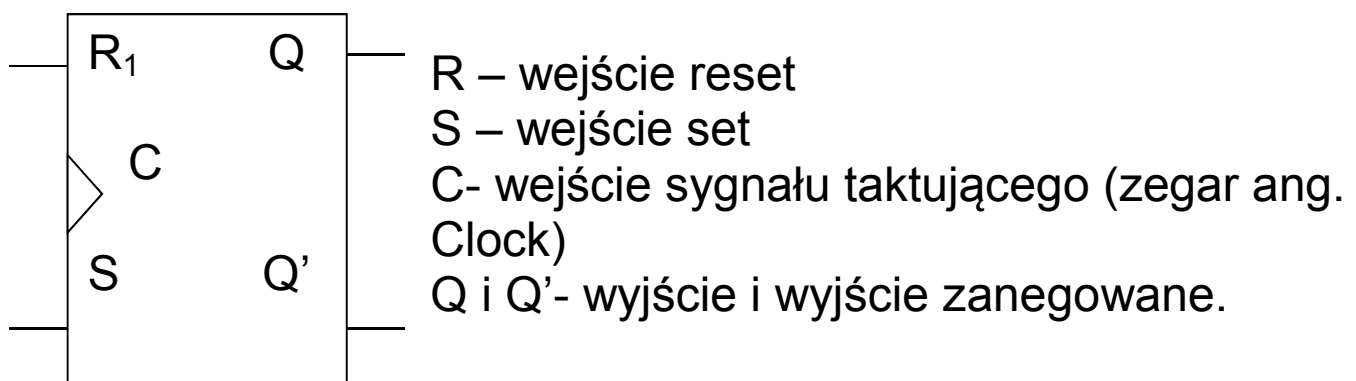 R₁ Q
C
S Q’
R – wejście reset
S – wejście set
C- wejście sygnału taktującego (zegar ang.
Clock)
Q i Q’- wyjście i wyjście zanegowane.